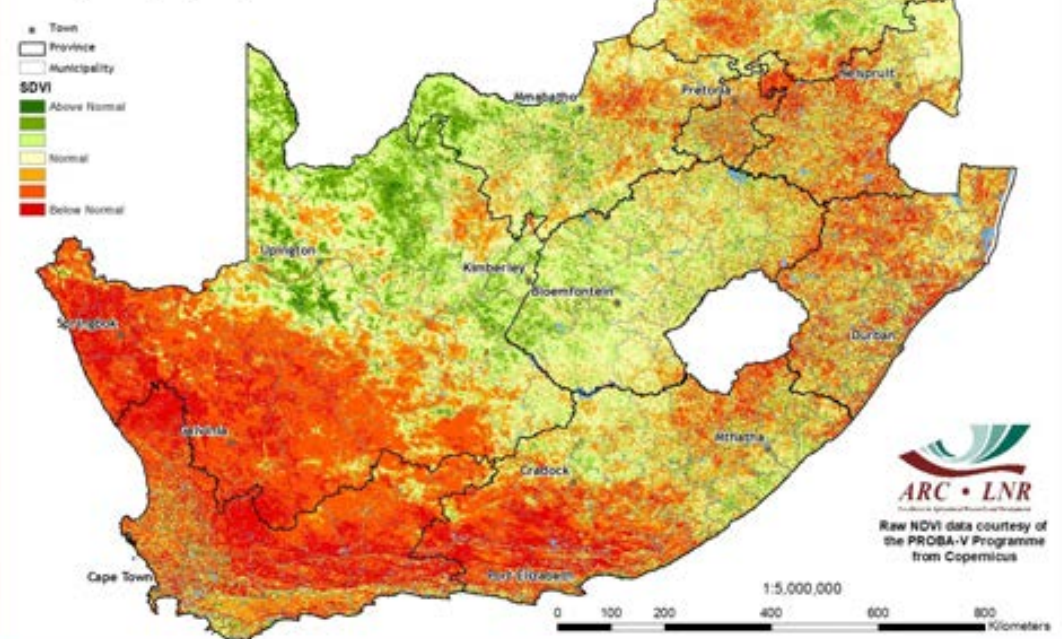 Town
Province
Municipality
SDVI
Above Normal
Normal
Below Normal
Mmabatho
Pretoria
Nelspruit
Upington
Kimberley
Bloemfontein
Springbok
Durban
Calvinia
Mthatha
Cradock
Cape Town
Port Elizabeth
ARC • LNR
Raw NDVI data courtesy of
the PROBA-V Programme
from Copernicus
1:5,000,000
0 100 200 400 600 800
Kilometers